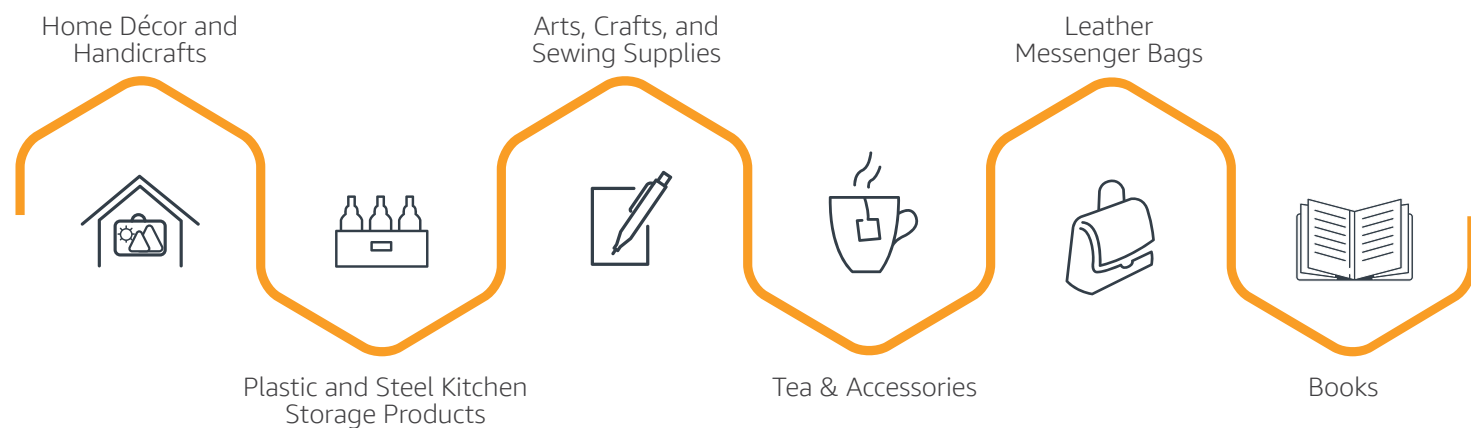 Home Décor and
Handicrafts
Plastic and Steel Kitchen
Storage Products
Arts, Crafts, and
Sewing Supplies
Tea & Accessories
Leather
Messenger Bags
Books